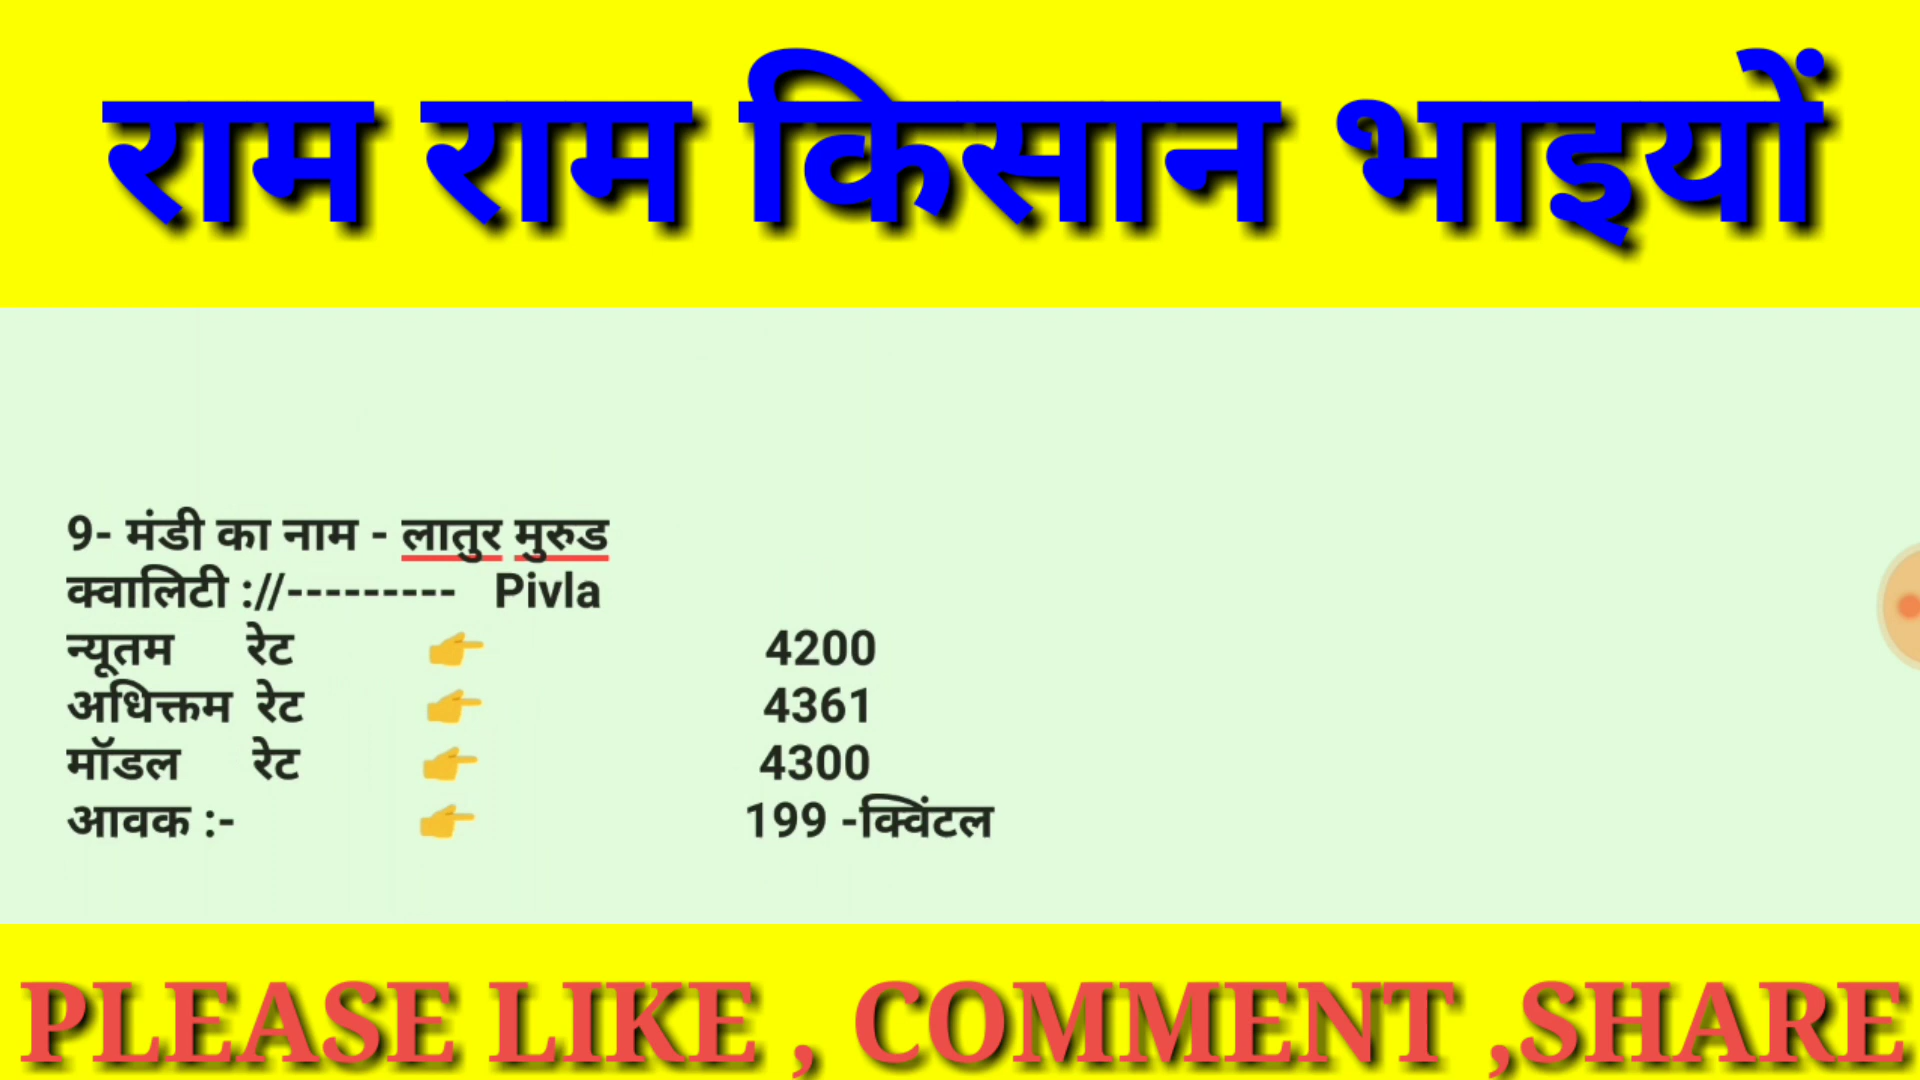 राम राम किसान भाइयों
9- मंडी का नाम - लातुर मुरुड
क्वालिटी ://--------- Pivla
न्यूतम रेट 👉 4200
अधिक्तम रेट 👉 4361
मॉडल रेट 👉 4300
आवक :- 👉 199 -क्विंटल
PLEASE LIKE , COMMENT ,SHARE